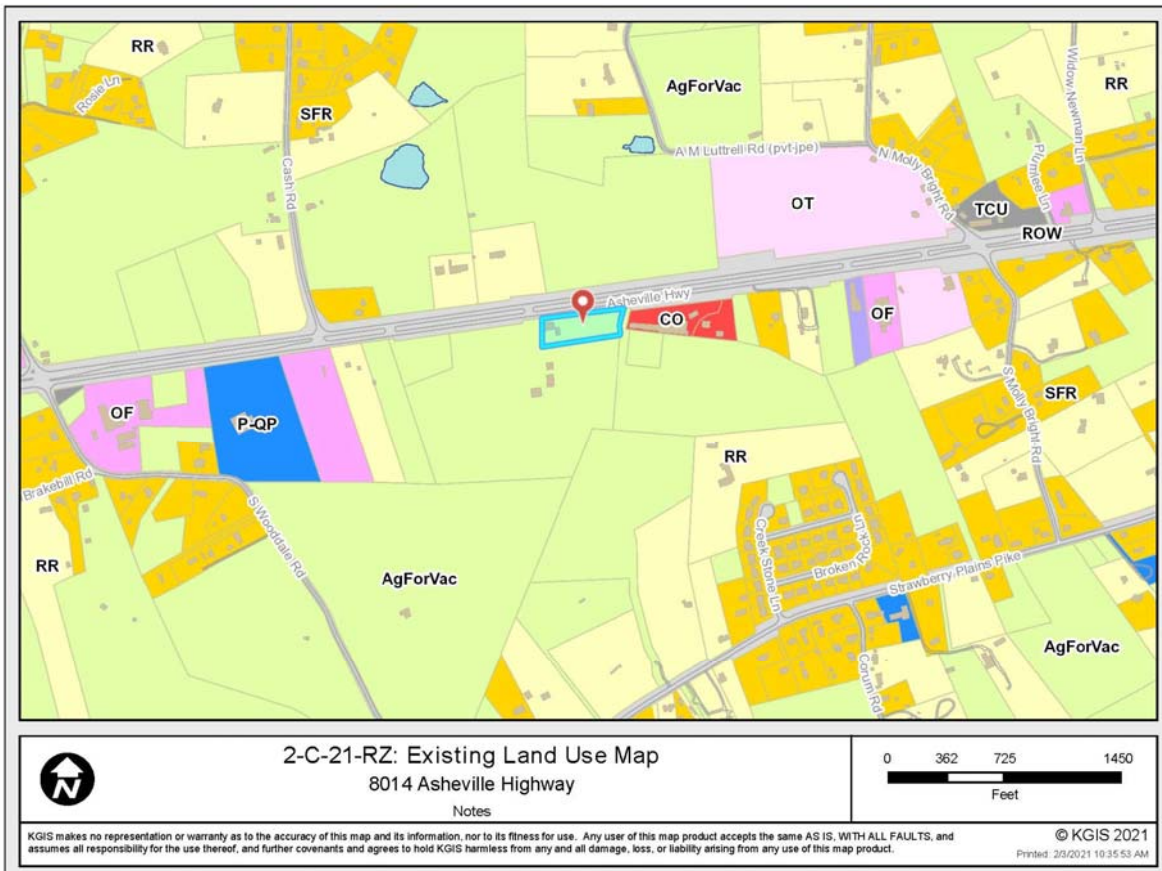 RR
Rosie Ln
SFR
AgForVac
Widow Newman Ln
RR
Cash Rd
A M Luttrell Rd (pvt-jpe)
N Molly Bright Rd
Plumlee Ln
OT
TCU
ROW
Asheville Hwy
CO
OF
OF
P-QP
S Molly Bright Rd
SFR
Brakebill Rd
S Wooddale Rd
RR
RR
Creek Stone Ln
Broken Rock Ln
Strawberry Plains Pike
AgForVac
Corum Rd
AgForVac
N
2-C-21-RZ: Existing Land Use Map
8014 Asheville Highway
Notes
0 362 725 1450
Feet
KGIS makes no representation or warranty as to the accuracy of this map and its information, nor to its fitness for use. Any user of this map product accepts the same AS IS, WITH ALL FAULTS, and
assumes all responsibility for the use thereof, and further covenants and agrees to hold KGIS harmless from any and all damage, loss, or liability arising from any use of this map product.
© KGIS 2021
Printed: 2/3/2021 10:35:53 AM